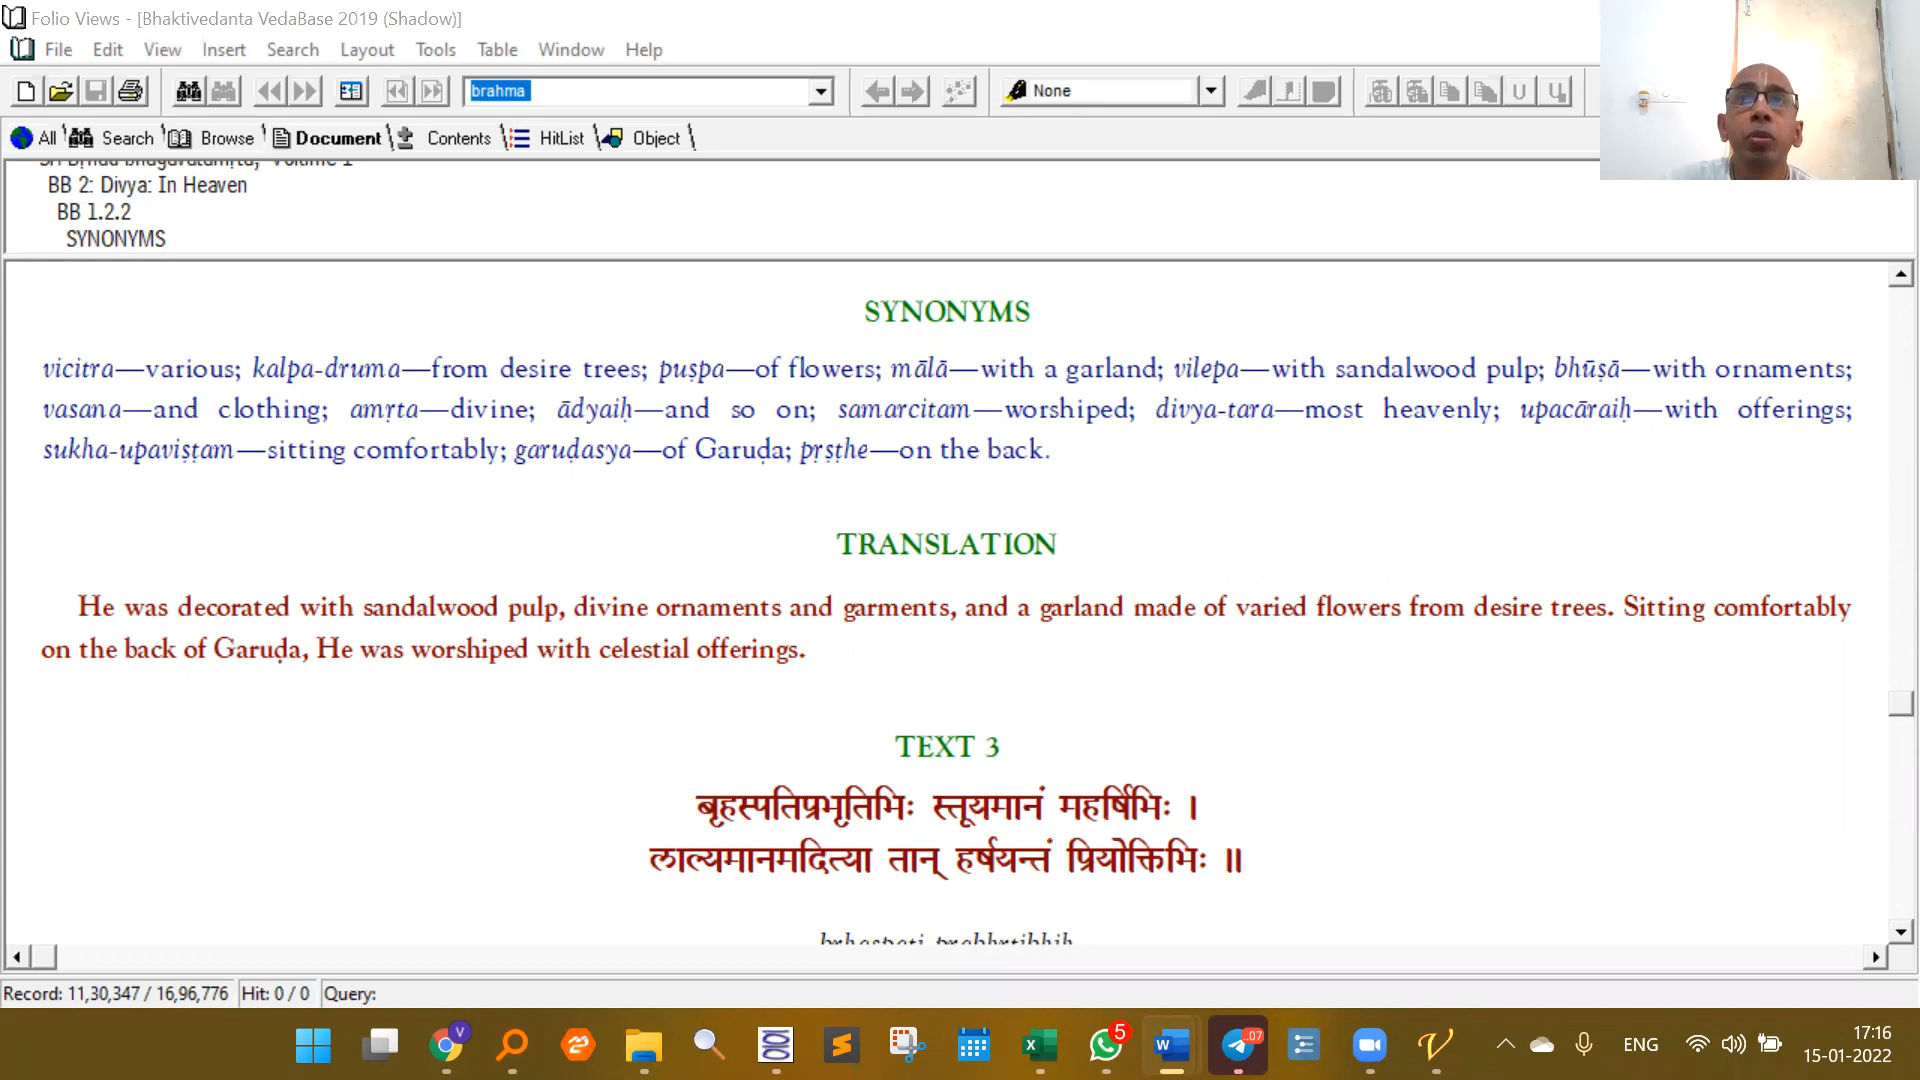 Folio Views - [Bhaktivedanta VedaBase 2019 (Shadow)]
File Edit View Insert Search Layout Tools Table Window Help
brahma None
All Search Browse Document Contents HitList Object
BB 2: Divya: In Heaven
BB 1.2.2
SYNONYMS
SYNONYMS
vicitra—various; kalpa-druma—from desire trees; puṣpa—of flowers; mālā—with a garland; vilepa—with sandalwood pulp; bhūṣā—with ornaments;
vasana—and clothing; amṛta—divine; ādyaiḥ—and so on; samarcitam—worshiped; divya-tara—most heavenly; upacāraiḥ—with offerings;
sukha-upaviṣṭam—sitting comfortably; garuḍasya—of Garuḍa; pṛṣṭhe—on the back.
TRANSLATION
He was decorated with sandalwood pulp, divine ornaments and garments, and a garland made of varied flowers from desire trees. Sitting comfortably
on the back of Garuḍa, He was worshiped with celestial offerings.
TEXT 3
बृहस्पतिप्रभृतिभिः स्तूयमानं महर्षिभिः ।
लाल्यमानमदित्या तान् हर्षयन्तं प्रियोक्तिभिः ॥
bṛhaspati-prabhṛtibhiḥ
Record: 11,30,347 / 16,96,776 Hit: 0 / 0 Query:
V 5 .07 ENG 17:16
15-01-2022